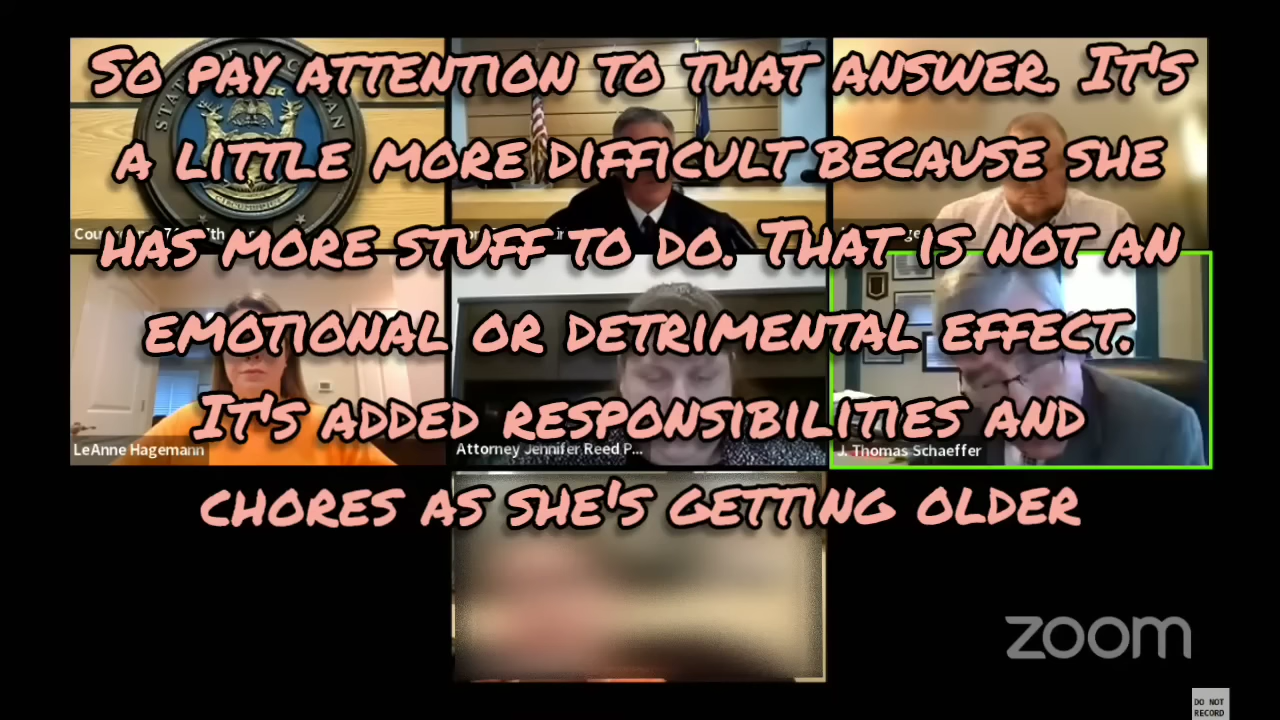 So pay attention to that answer. It's
a little more difficult because she
has more stuff to do. That is not an
emotional or detrimental effect.
It's added responsibilities and
chores as she's getting older
LeAnne Hagemann
Attorney Jennifer Reed P...
J. Thomas Schaeffer
zoom
DO NOT
RECORD